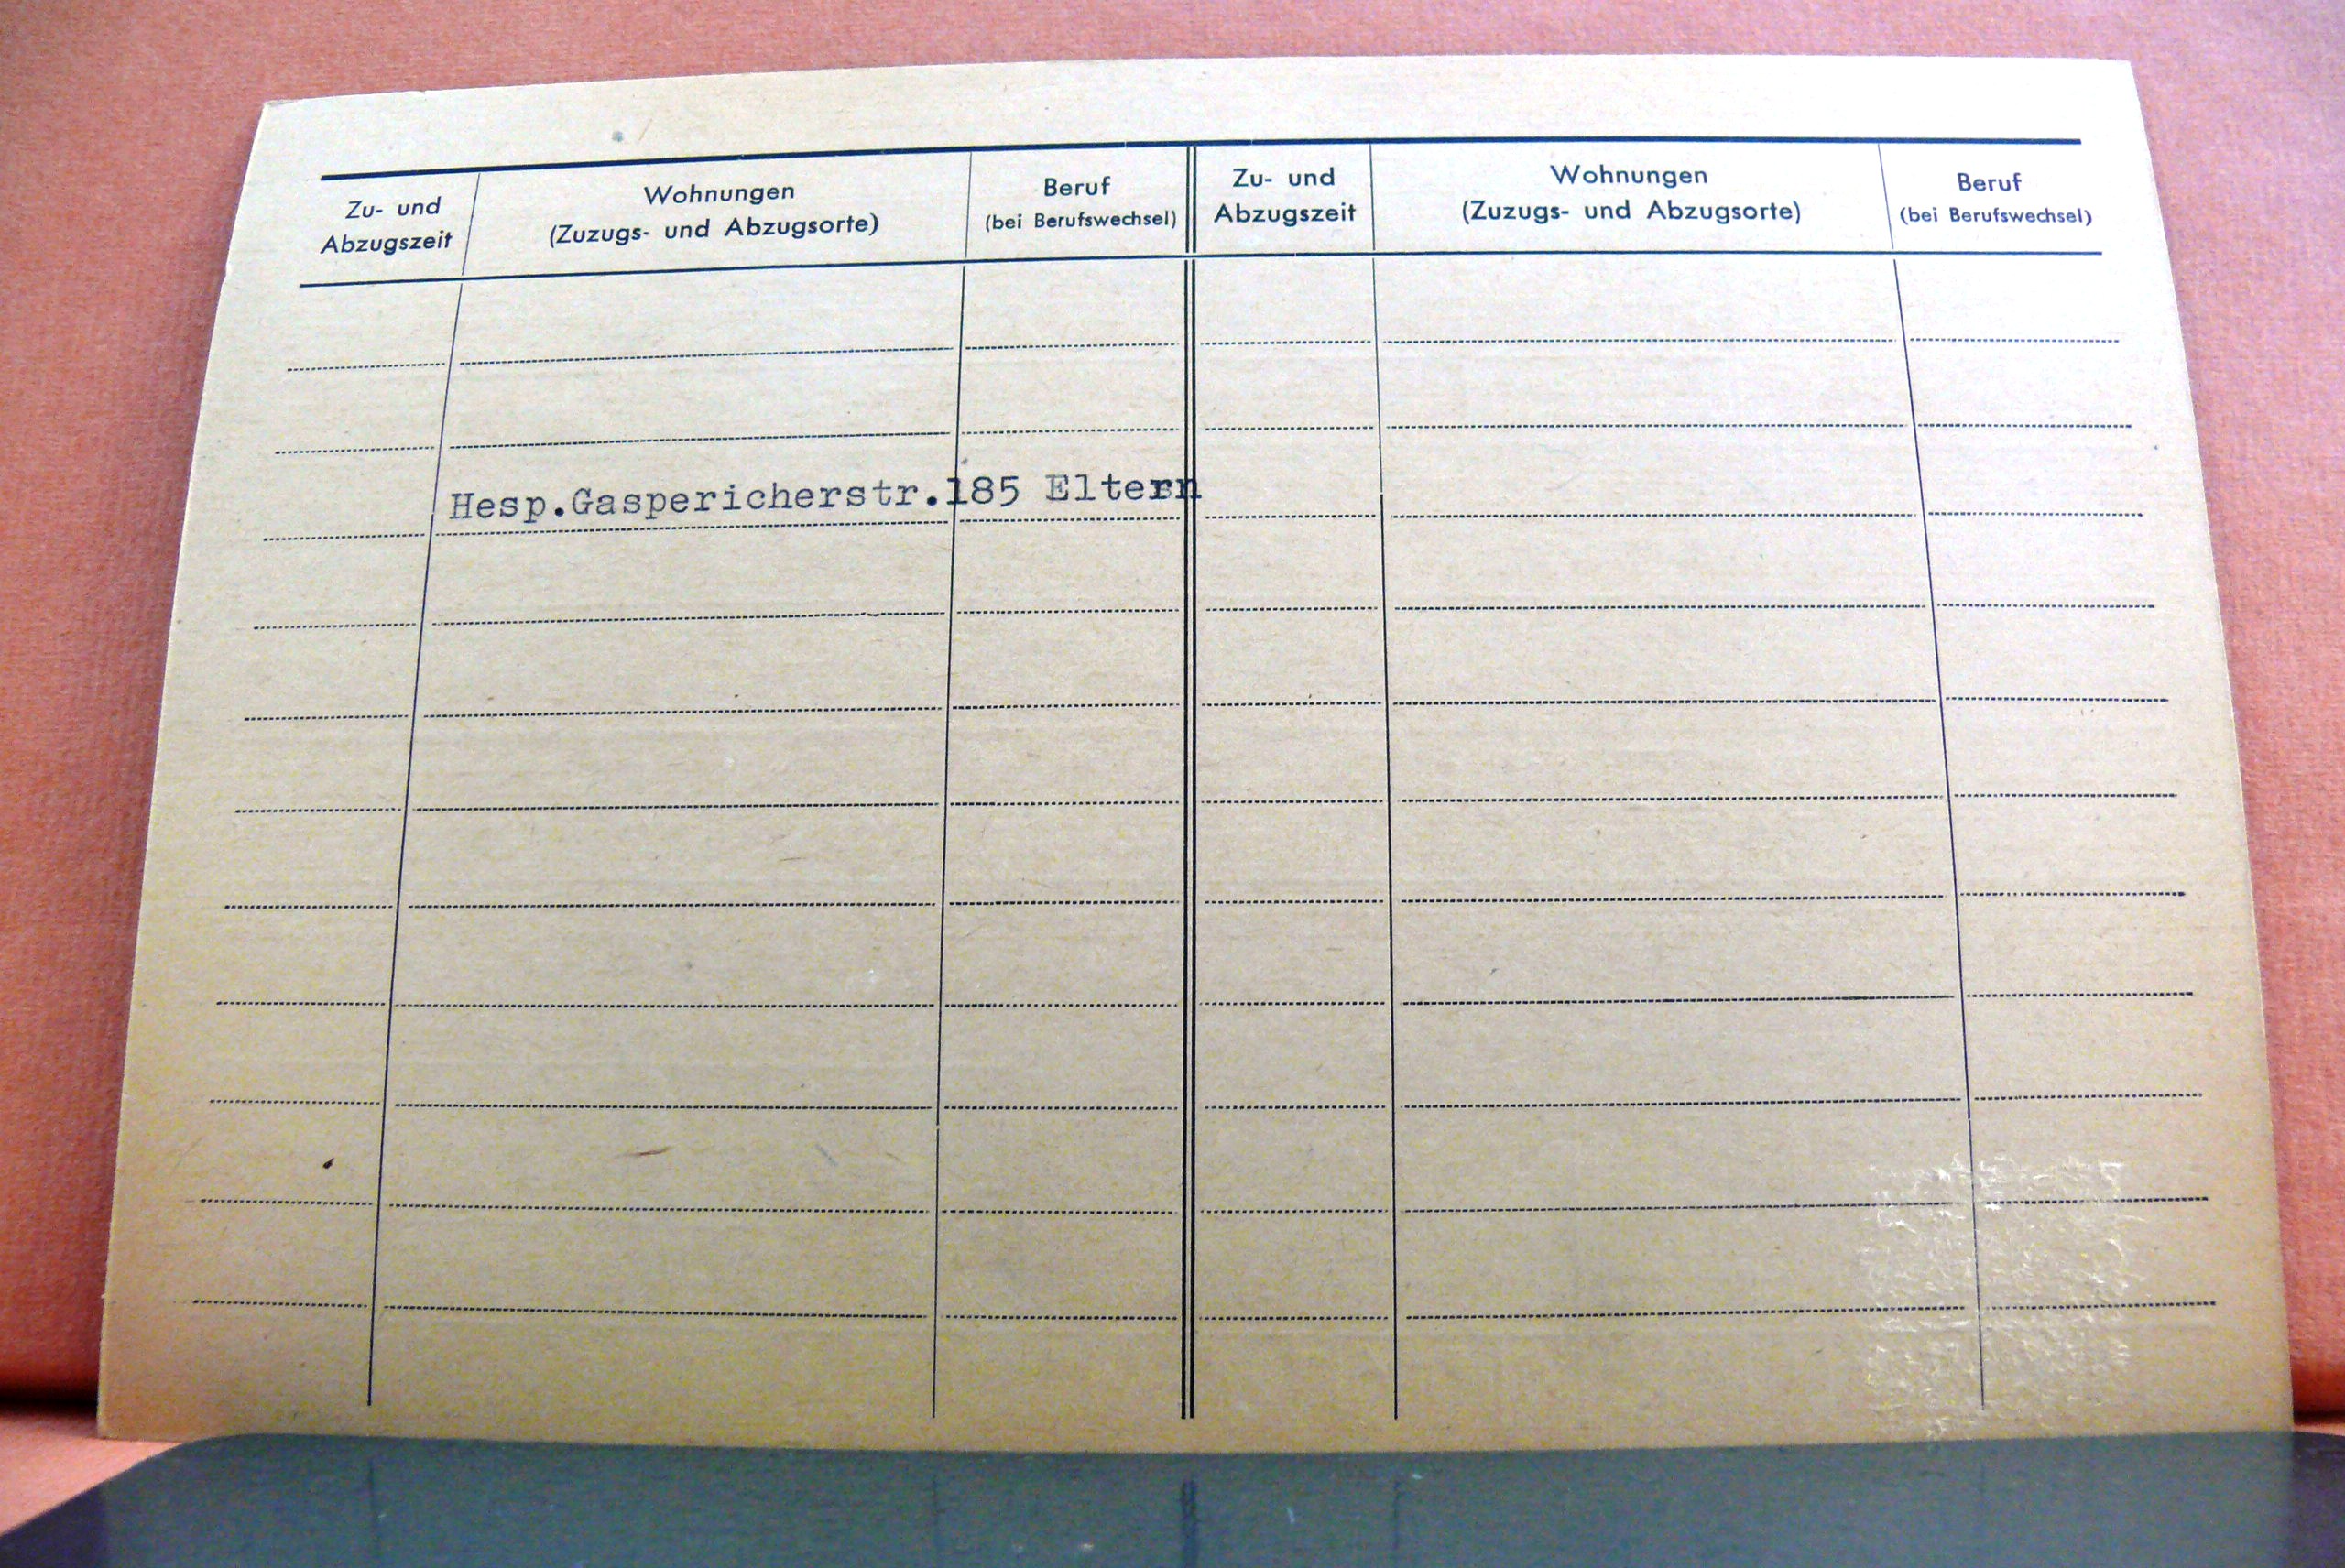 Zu- und
Abzugszeit
Wohnungen
(Zuzugs- und Abzugsorte)
Beruf
(bei Berufswechsel)
Zu- und
Abzugszeit
Wohnungen
(Zuzugs- und Abzugsorte)
Beruf
(bei Berufswechsel)
Hesp.Gaspericherstr.185 Eltern